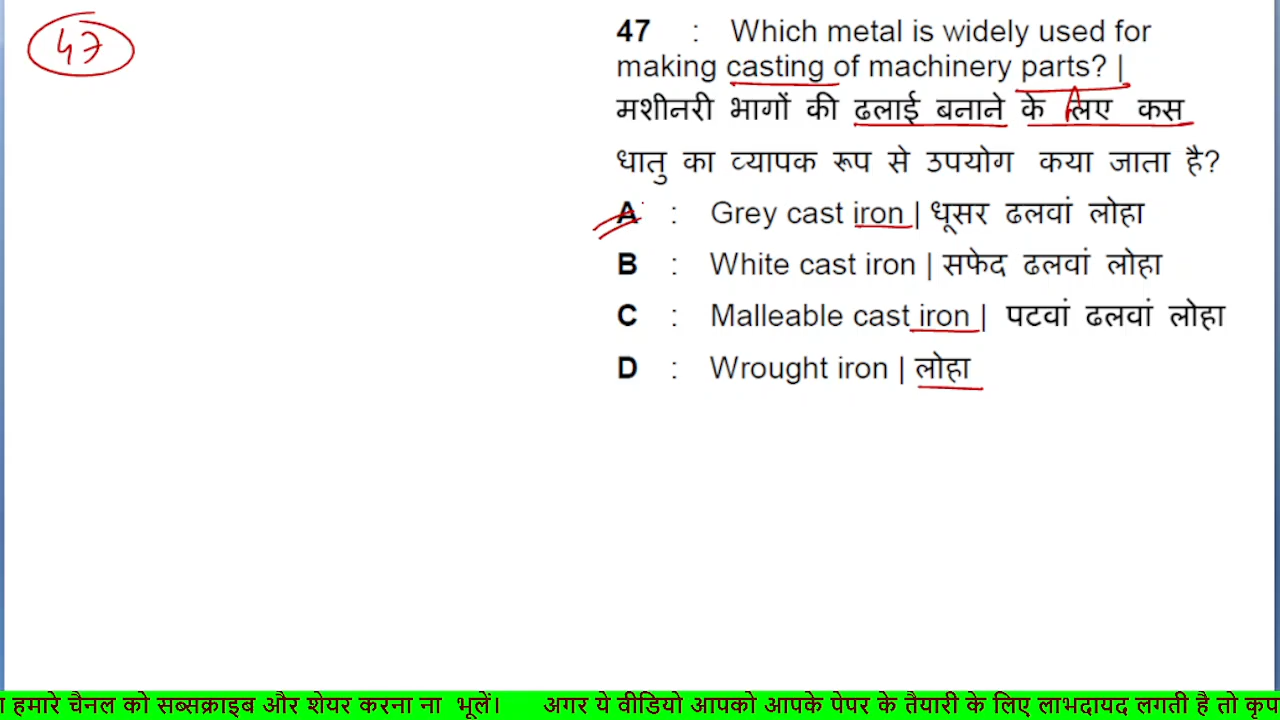 47
47 : Which metal is widely used for
making casting of machinery parts? |
मशीनरी भागों की ढलाई बनाने के लिए कस
धातु का व्यापक रूप से उपयोग कया जाता है?
A : Grey cast iron | धूसर ढलवां लोहा
B : White cast iron | सफेद ढलवां लोहा
C : Malleable cast iron | पटवां ढलवां लोहा
D : Wrought iron | लोहा
हमारे चैनल को सब्सक्राइब और शेयर करना ना भूलें। अगर ये वीडियो आपको आपके पेपर के तैयारी के लिए लाभदायद लगती है तो